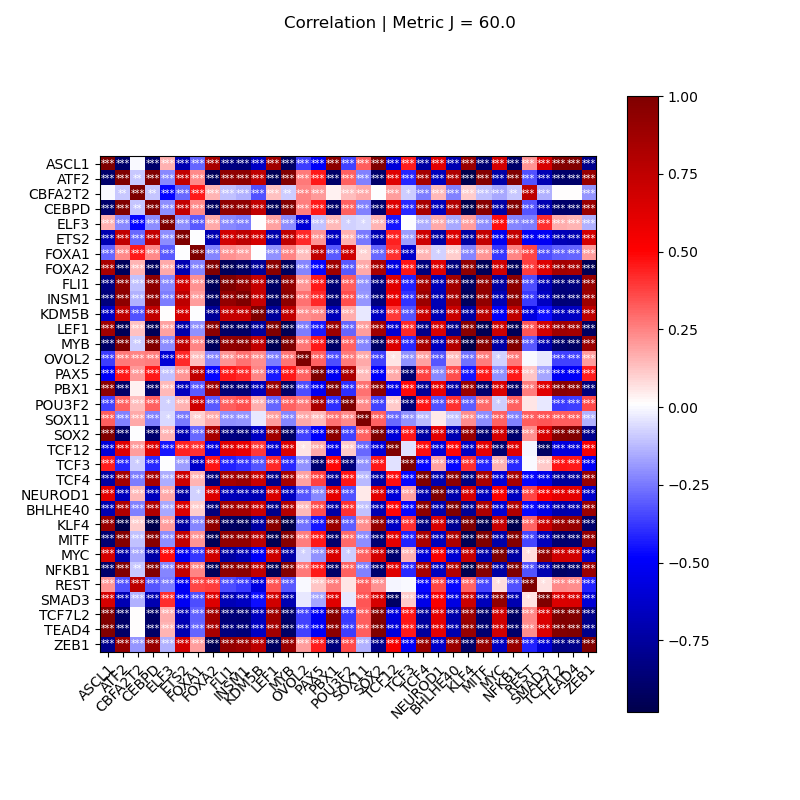 Correlation | Metric J = 60.0
ASCL1
ATF2
CBFA2T2
CEBPD
ELF3
ETS2
FOXA1
FOXA2
FLI1
INSM1
KDM5B
LEF1
MYB
OVOL2
PAX5
PBX1
POU3F2
SOX11
SOX2
TCF12
TCF3
TCF4
NEUROD1
BHLHE40
KLF4
MITF
MYC
NFKB1
REST
SMAD3
TCF7L2
TEAD4
ZEB1
ASCL1
ATF2
CBFA2T2
CEBPD
ELF3
ETS2
FOXA1
FOXA2
FLI1
INSM1
KDM5B
LEF1
MYB
OVOL2
PAX5
PBX1
POU3F2
SOX11
SOX2
TCF12
TCF3
TCF4
NEUROD1
BHLHE40
KLF4
MITF
MYC
NFKB1
REST
SMAD3
TCF7L2
TEAD4
ZEB1
1.00
0.75
0.50
0.25
0.00
−0.25
−0.50
−0.75